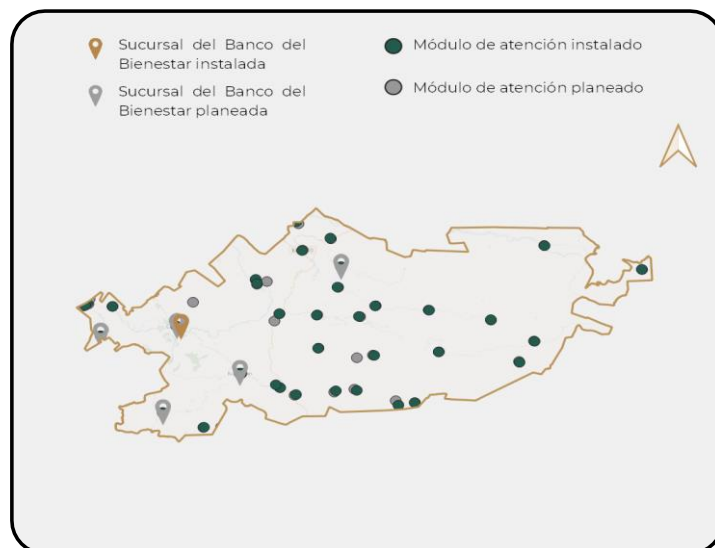 Sucursal del Banco del
Bienestar instalada
Sucursal del Banco del
Bienestar planeada
Módulo de atención instalado
Módulo de atención planeado